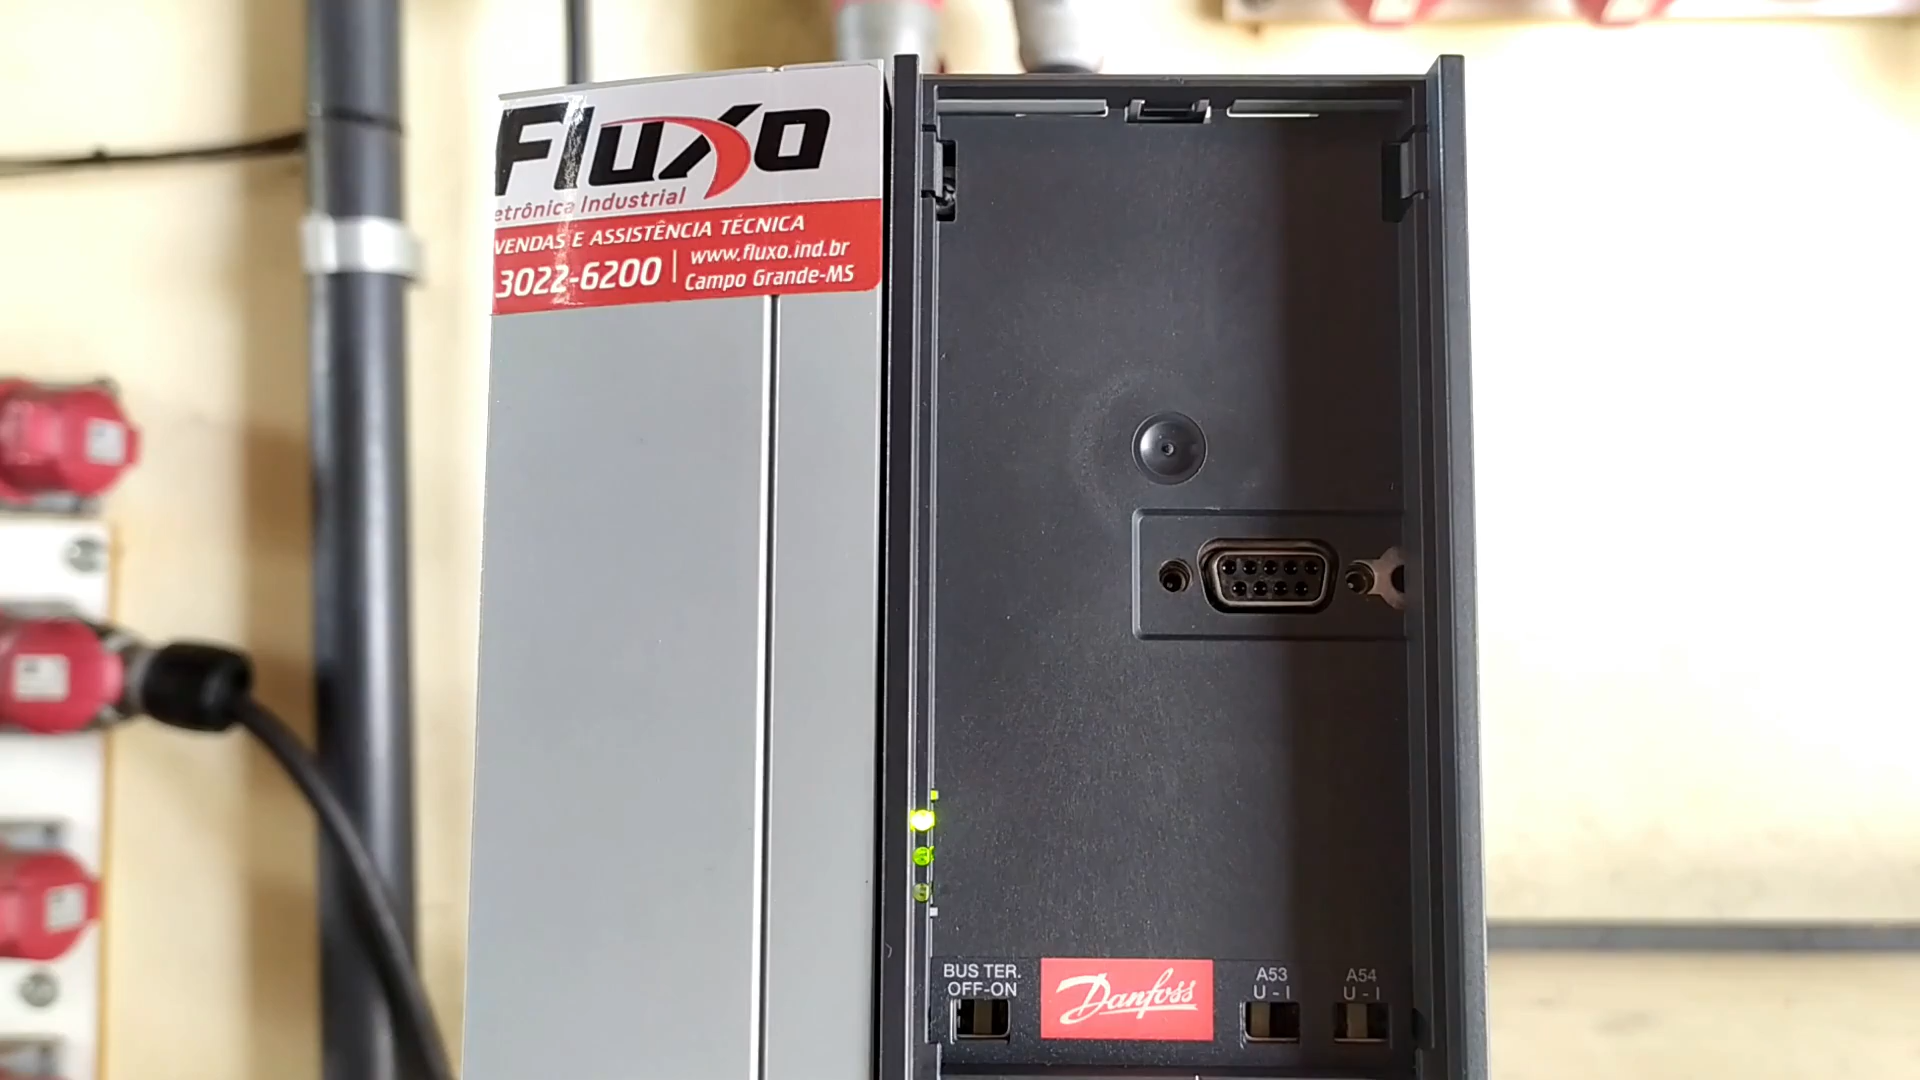 Fluxo
etrônica Industrial
VENDAS E ASSISTÊNCIA TÉCNICA
3022-6200 | www.fluxo.ind.br
Campo Grande-MS
BUS TER.
OFF-ON
Danfoss
A53
U - I
A54
U - I